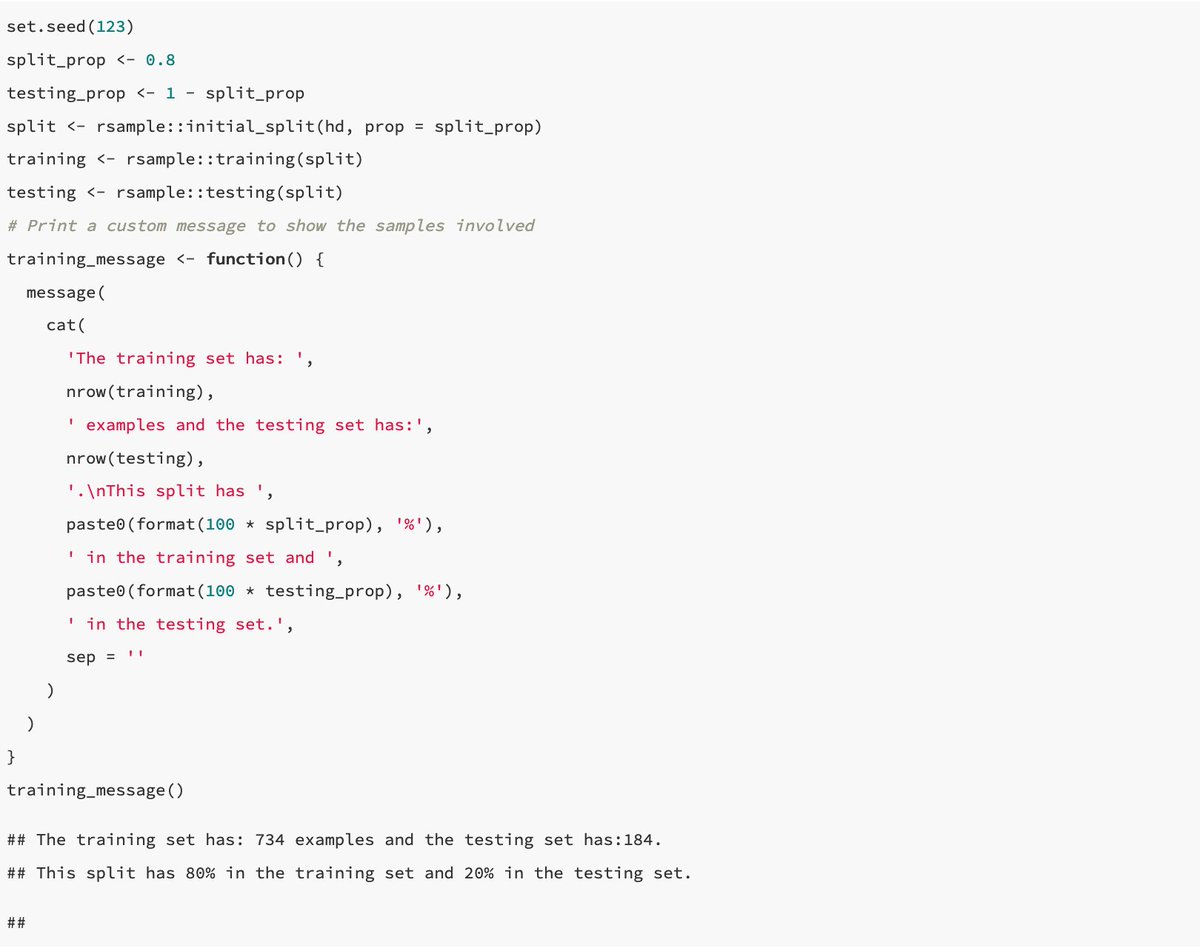 set.seed(123)
split_prop <- 0.8
testing_prop <- 1 - split_prop
split <- rsample::initial_split(hd, prop = split_prop)
training <- rsample::training(split)
testing <- rsample::testing(split)
# Print a custom message to show the samples involved
training_message <- function() {
  message(
    cat(
      'The training set has: ',
      nrow(training),
      ' examples and the testing set has:',
      nrow(testing),
      '.\nThis split has ',
      paste0(format(100 * split_prop), '%'),
      ' in the training set and ',
      paste0(format(100 * testing_prop), '%'),
      ' in the testing set.',
      sep = ''
    )
  )
}
training_message()
## The training set has: 734 examples and the testing set has:184.
## This split has 80% in the training set and 20% in the testing set.
##